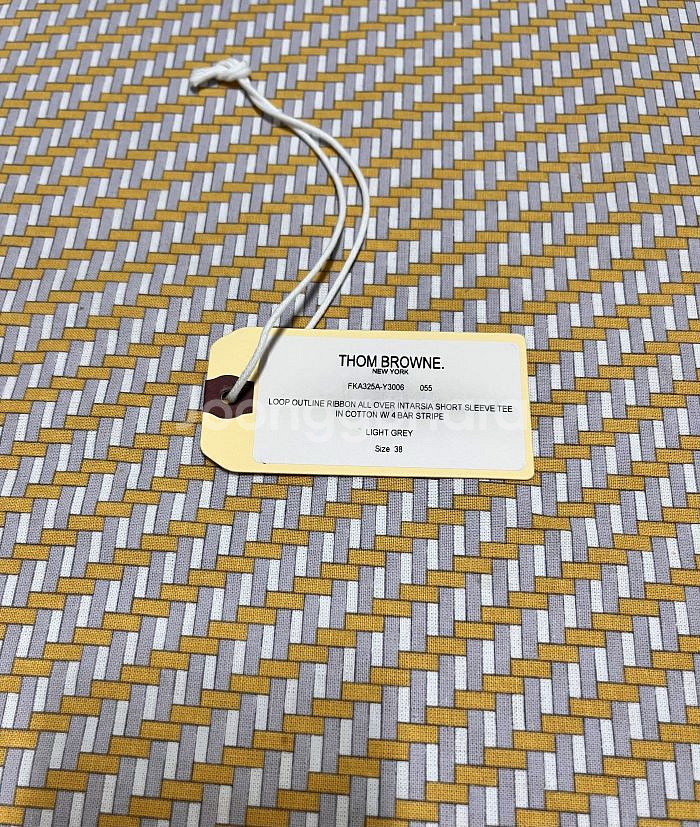 THOM BROWNE.
NEW YORK
FKA325A-Y3006 055
LOOP OUTLINE RIBBON ALL OVER INTARSIA SHORT SLEEVE TEE
IN COTTON W/ 4 BAR STRIPE
LIGHT GREY
Size 38